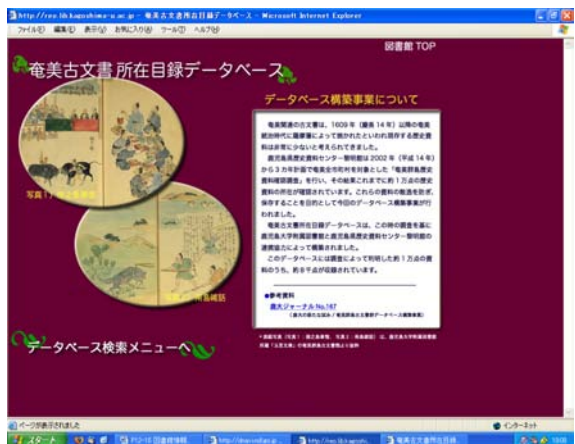 http://reo.lib.kagoshima-u.ac.jp - 奄美古文書所在目録データベース - Microsoft Internet Explorer
ファイル(F) 編集(E) 表示(V) お気に入り(A) ツール(T) ヘルプ(H)
図書館 TOP
奄美古文書所在目録データベース
データベース構築事業について
奄美関連の古文書は、1609 年（慶長 14 年）以降の奄美
統治時代に薩摩藩によって焼かれたといわれ現存する歴史資
料は非常に少ないと考えられてきました。
鹿児島県歴史資料センター黎明館は 2002 年（平成 14 年）
から 3 カ年計画で奄美全市町村を対象とした「奄美群島歴史
資料確認調査」を行い、その結果これまでに約 1 万点の歴史
資料の所在が確認されています。これらの資料の散逸を防ぎ、
保存することを目的として今回のデータベース構築事業が行
われました。
奄美古文書所在目録データベースは、この時の調査を基に
鹿児島大学附属図書館と鹿児島県歴史資料センター黎明館の
連携協力によって構築されました。
このデータベースには調査によって判明した約 1 万点の資
料のうち、約 8 千点が収録されています。
●参考資料
鹿大ジャーナル No.167
データベース検索メニューへ
ページが表示されました
インターネット
スタート